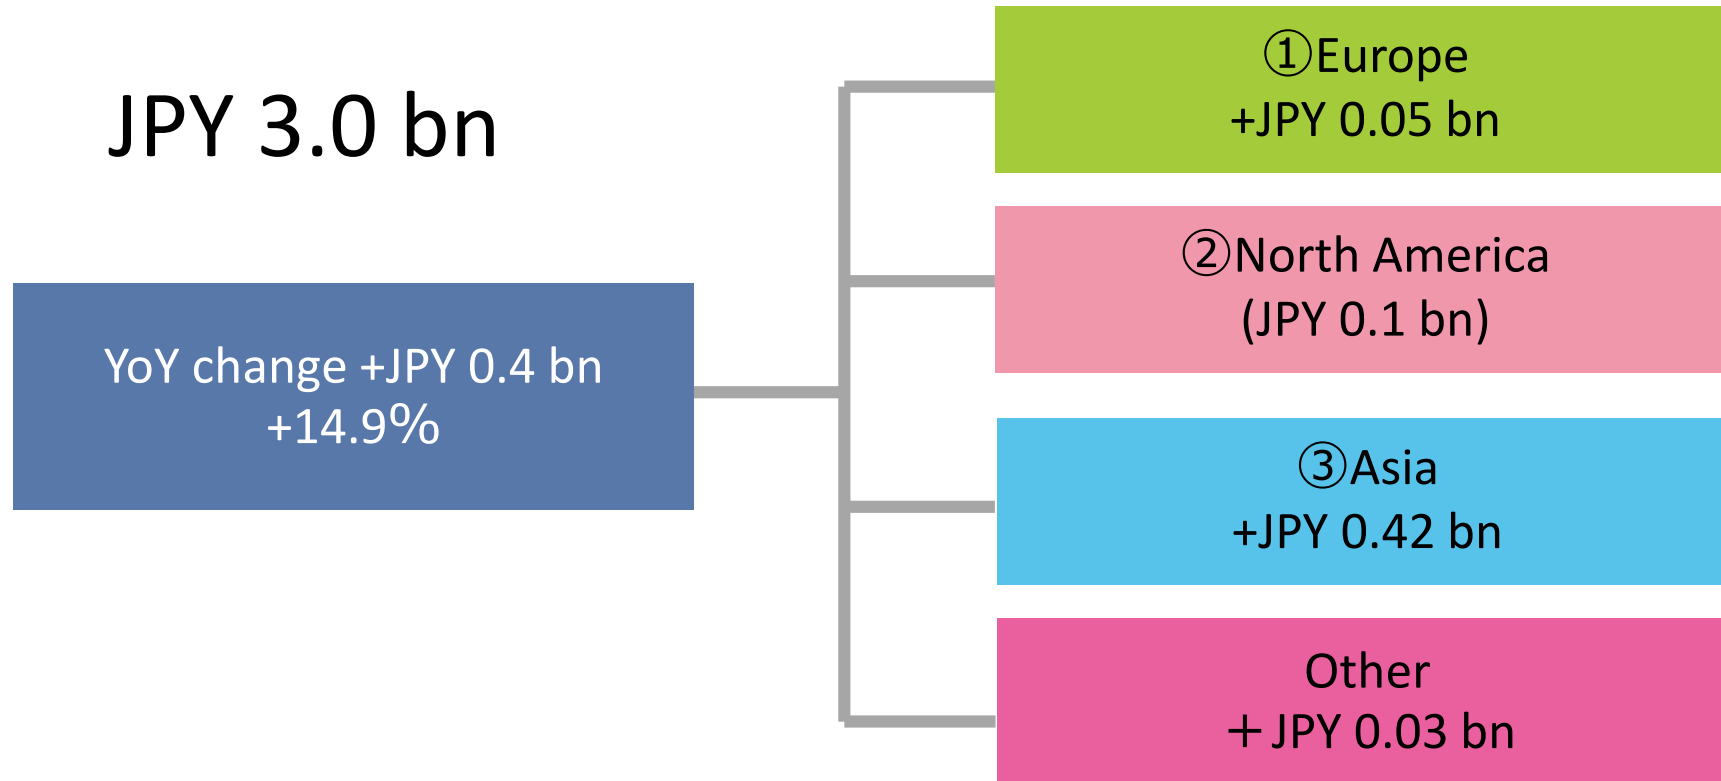 JPY 3.0 bn
YoY change +JPY 0.4 bn
+14.9%
①Europe
+JPY 0.05 bn
②North America
(JPY 0.1 bn)
③Asia
+JPY 0.42 bn
Other
＋JPY 0.03 bn